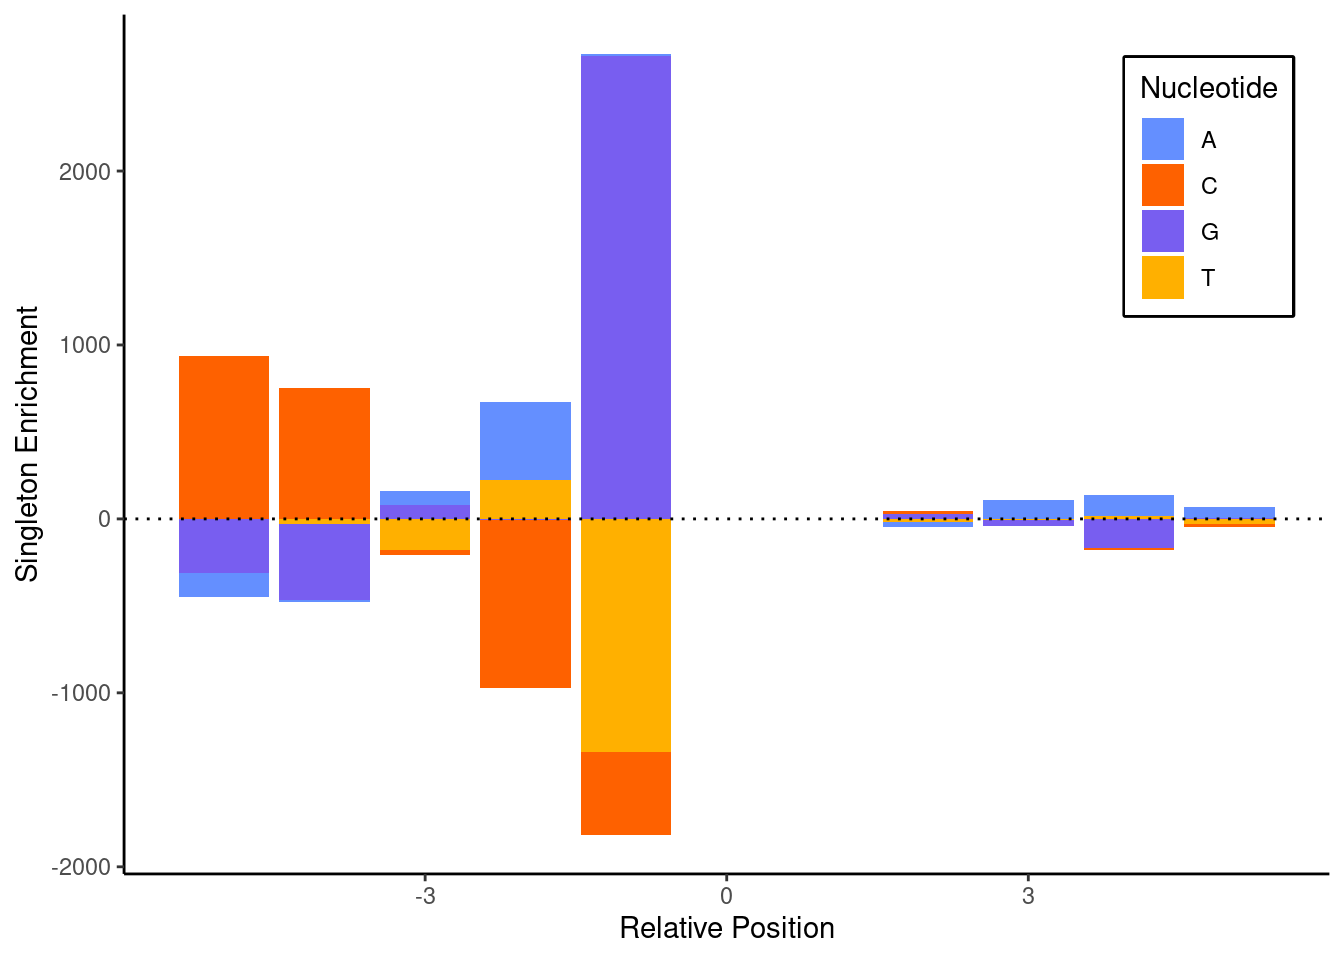 Singleton Enrichment
2000
1000
0
-1000
-2000
-3
0
3
Relative Position
Nucleotide
A
C
G
T